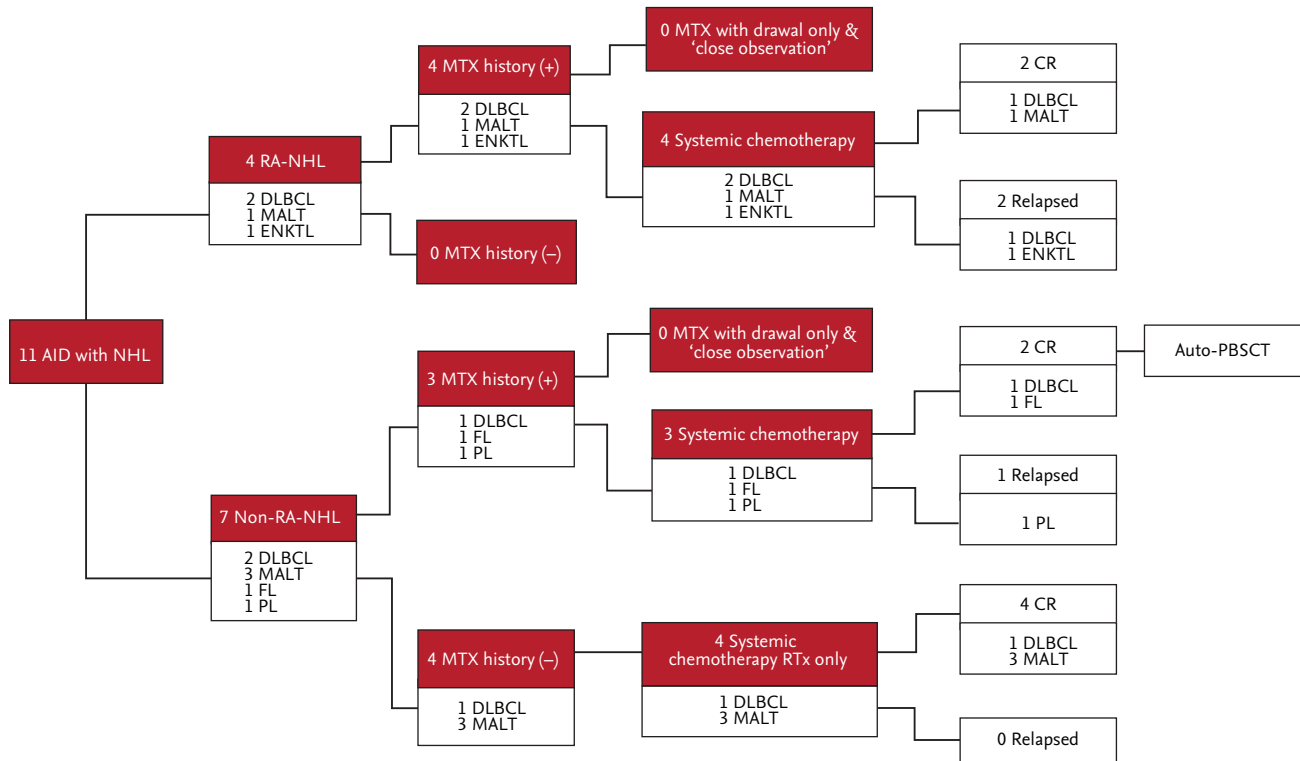 11 AID with NHL
4 RA-NHL
2 DLBCL
1 MALT
1 ENKTL
4 MTX history (+)
2 DLBCL
1 MALT
1 ENKTL
0 MTX history (–)
0 MTX with drawal only &
‘close observation’
4 Systemic chemotherapy
2 DLBCL
1 MALT
1 ENKTL
2 CR
1 DLBCL
1 MALT
2 Relapsed
1 DLBCL
1 ENKTL
7 Non-RA-NHL
2 DLBCL
3 MALT
1 FL
1 PL
3 MTX history (+)
1 DLBCL
1 FL
1 PL
0 MTX with drawal only &
‘close observation’
3 Systemic chemotherapy
1 DLBCL
1 FL
1 PL
2 CR
1 DLBCL
1 FL
Auto-PBSCT
1 Relapsed
1 PL
4 MTX history (–)
1 DLBCL
3 MALT
4 Systemic
chemotherapy RTx only
1 DLBCL
3 MALT
4 CR
1 DLBCL
3 MALT
0 Relapsed